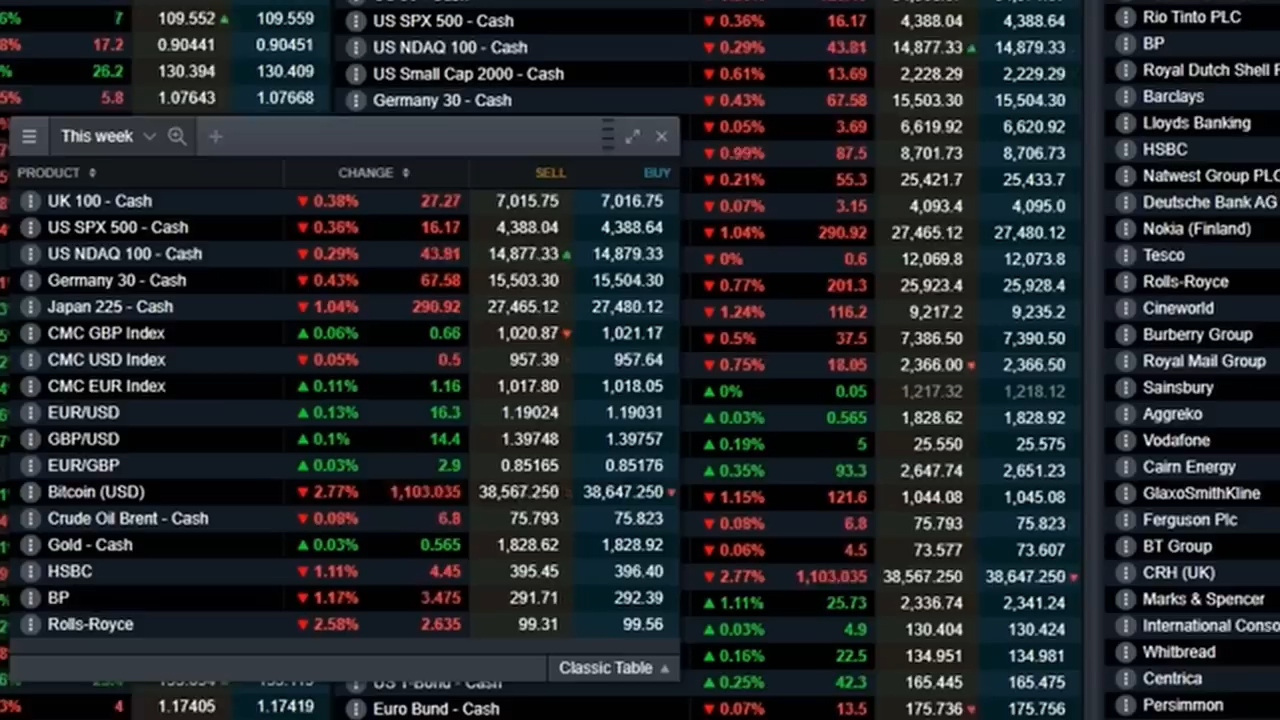 6% 7 109.552 109.559
8% 17.2 0.90441 0.90451
% 26.2 130.394 130.409
5% 5.8 1.07643 1.07668
US SPX 500 - Cash 0.36% 16.17 4,388.04 4,388.64
US NDAQ 100 - Cash 0.29% 43.81 14,877.33 14,879.33
US Small Cap 2000 - Cash 0.61% 13.69 2,228.29 2,229.29
Germany 30 - Cash 0.43% 67.58 15,503.30 15,504.30
This week
PRODUCT CHANGE SELL BUY
UK 100 - Cash 0.38% 27.27 7,015.75 7,016.75
US SPX 500 - Cash 0.36% 16.17 4,388.04 4,388.64
US NDAQ 100 - Cash 0.29% 43.81 14,877.33 14,879.33
Germany 30 - Cash 0.43% 67.58 15,503.30 15,504.30
Japan 225 - Cash 1.04% 290.92 27,465.12 27,480.12
CMC GBP Index 0.06% 0.66 1,020.87 1,021.17
CMC USD Index 0.05% 0.5 957.39 957.64
CMC EUR Index 0.11% 1.16 1,017.80 1,018.05
EUR/USD 0.13% 16.3 1.19024 1.19031
GBP/USD 0.1% 14.4 1.39748 1.39757
EUR/GBP 0.03% 2.9 0.85165 0.85176
Bitcoin (USD) 2.77% 1,103.035 38,567.250 38,647.250
Crude Oil Brent - Cash 0.08% 6.8 75.793 75.823
Gold - Cash 0.03% 0.565 1,828.62 1,828.92
HSBC 1.11% 4.45 395.45 396.40
BP 1.17% 3.475 291.71 292.39
Rolls-Royce 2.58% 2.635 99.31 99.56
Classic Table
0.05% 3.69 6,619.92 6,620.92
0.99% 87.5 8,701.73 8,706.73
0.21% 55.3 25,421.7 25,433.7
0.07% 3.15 4,093.4 4,095.0
1.04% 290.92 27,465.12 27,480.12
0% 0.6 12,069.8 12,073.8
0.77% 201.3 25,923.4 25,928.4
1.24% 116.2 9,217.2 9,235.2
0.5% 37.5 7,386.50 7,390.50
0.75% 18.05 2,366.00 2,366.50
0% 0.05 1,217.32 1,218.12
0.03% 0.565 1,828.62 1,828.92
0.19% 5 25.550 25.575
0.35% 93.3 2,647.74 2,651.23
1.15% 121.6 1,044.08 1,045.08
0.08% 6.8 75.793 75.823
0.06% 4.5 73.577 73.607
2.77% 1,103.035 38,567.250 38,647.250
1.11% 25.73 2,336.74 2,341.24
0.03% 4.9 130.404 130.424
0.16% 22.5 134.951 134.981
US T-Bond - Cash 0.25% 42.3 165.445 165.475
Euro Bund - Cash 0.07% 13.5 175.736 175.756
3% 4 1.17405 1.17419
Rio Tinto PLC
BP
Royal Dutch Shell
Barclays
Lloyds Banking
HSBC
Natwest Group PLC
Deutsche Bank AG
Nokia (Finland)
Tesco
Rolls-Royce
Cineworld
Burberry Group
Royal Mail Group
Sainsbury
Aggreko
Vodafone
Cairn Energy
GlaxoSmithKline
Ferguson Plc
BT Group
CRH (UK)
Marks & Spencer
International Conso
Whitbread
Centrica
Persimmon